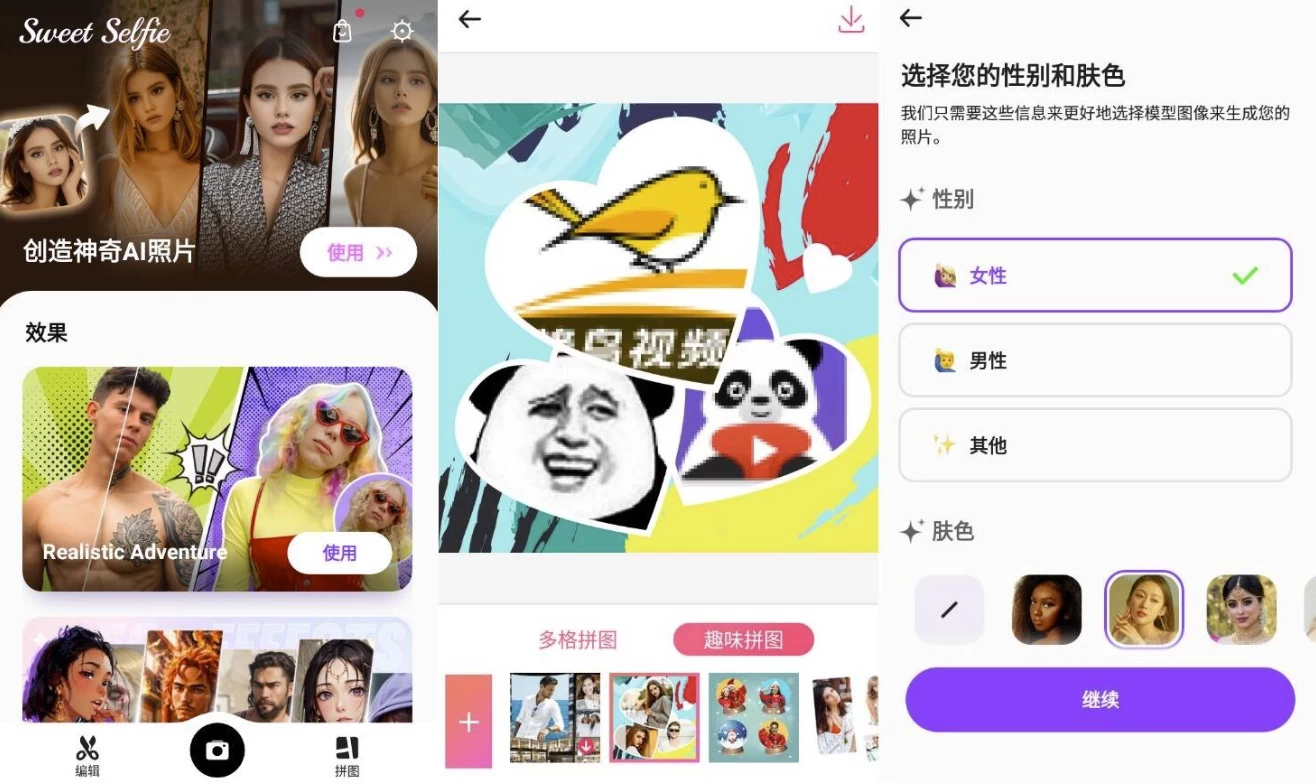 Sweet Selfie
创造神奇AI照片
使用
效果
Realistic Adventure
使用
编辑
拼图
鸟视频
多格拼图
趣味拼图
选择您的性别和肤色
我们只需要这些信息来更好地选择模型图像来生成您的
照片。
性别
女性
男性
其他
肤色
继续